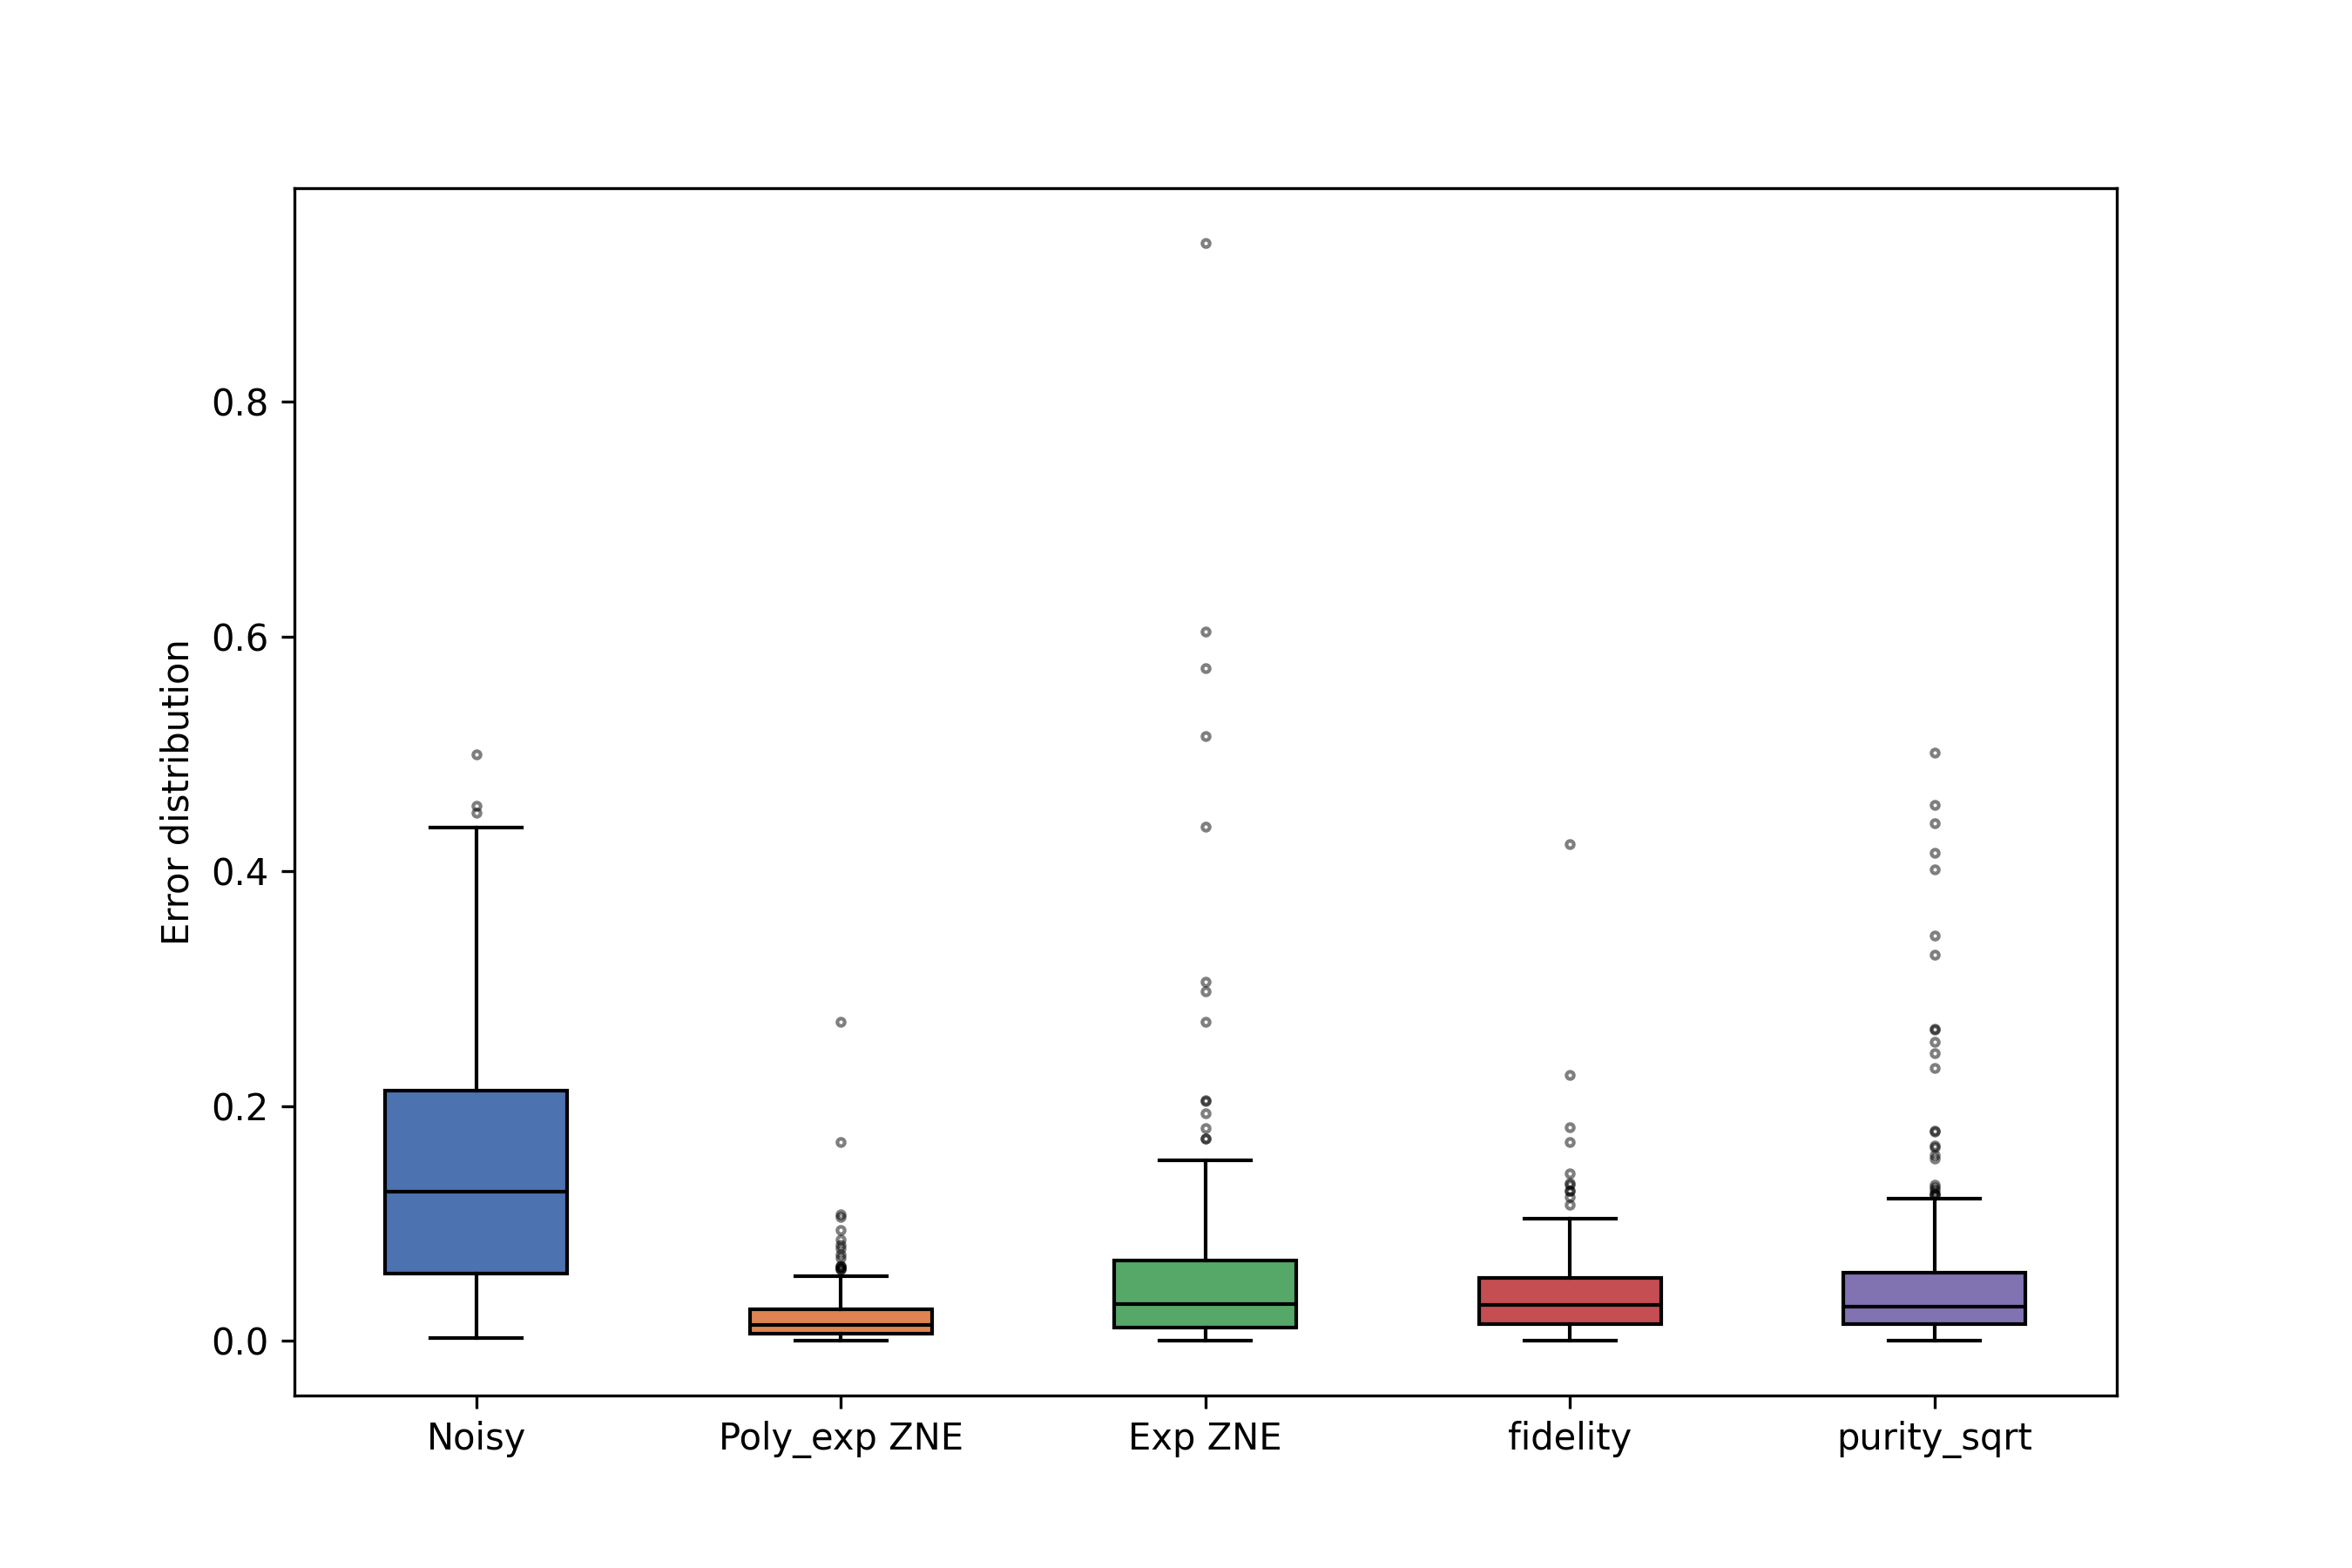 Error distribution
0.8
0.6
0.4
0.2
0.0
Noisy
Poly_exp ZNE
Exp ZNE
fidelity
purity_sqrt